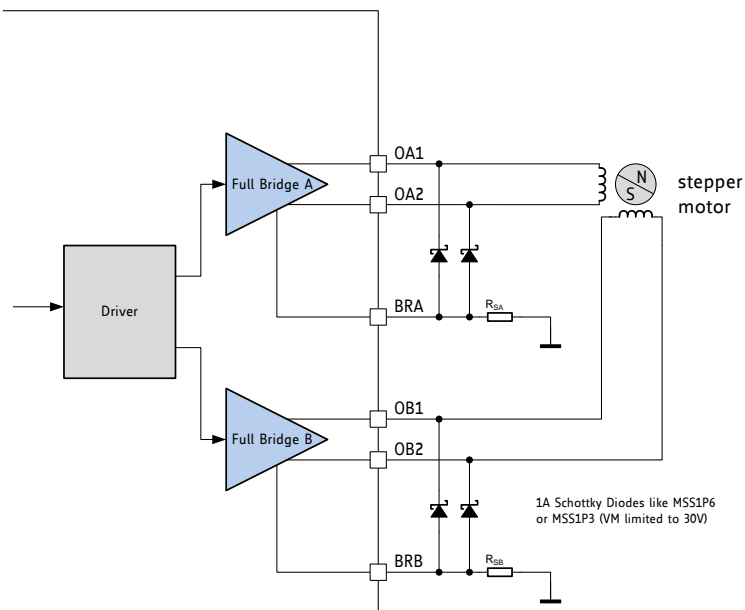 OA1
Full Bridge A
OA2
N
S
stepper
motor
BRA
RSA
Driver
OB1
Full Bridge B
OB2
1A Schottky Diodes like MSS1P6
or MSS1P3 (VM limited to 30V)
BRB
RSB